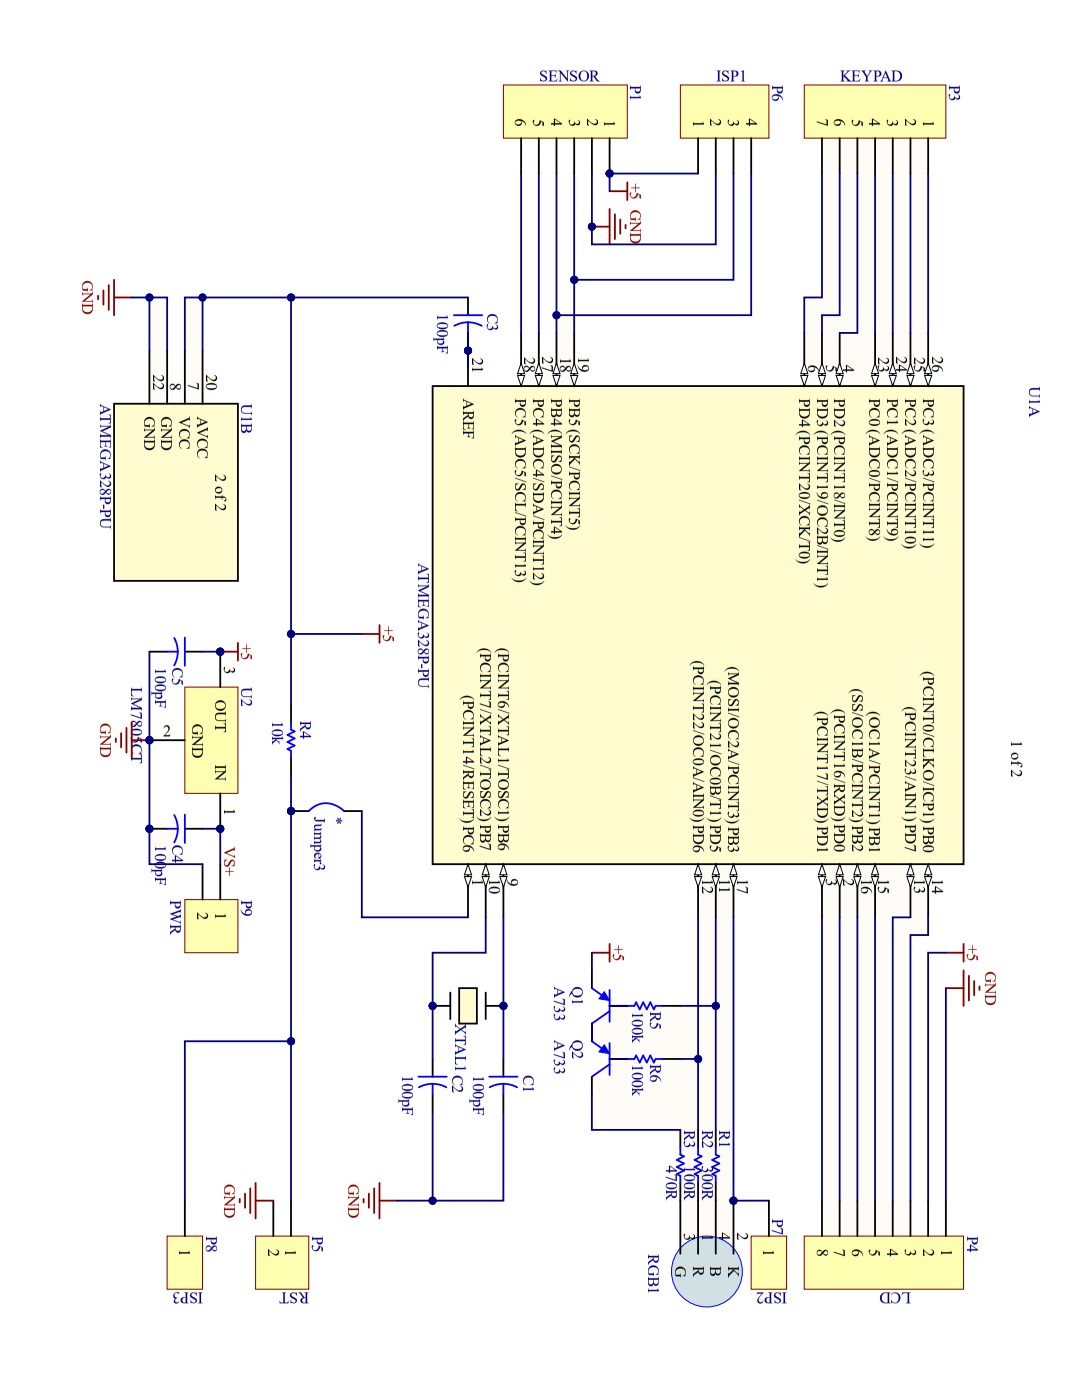 SENSOR
P1
6
5
4
3
2
1
ISP1
P6
1
2
3
4
KEYPAD
P3
7
6
5
4
3
2
1
+5
GND
U1A
1 of 2
ATMEGA328P-PU
26 PC3 (ADC3/PCINT11)
25 PC2 (ADC2/PCINT10)
24 PC1 (ADC1/PCINT9)
23 PC0 (ADC0/PCINT8)
4 PD2 (PCINT18/INT0)
5 PD3 (PCINT19/OC2B/INT1)
6 PD4 (PCINT20/XCK/T0)
19 PB5 (SCK/PCINT5)
18 PB4 (MISO/PCINT4)
27 PC4 (ADC4/SDA/PCINT12)
28 PC5 (ADC5/SCL/PCINT13)
21 AREF
C3
100pF
(PCINT0/CLKO/ICP1) PB0 14
(PCINT23/AIN1) PD7 13
(OC1A/PCINT1) PB1 15
(SS/OC1B/PCINT2) PB2 16
(PCINT16/RXD) PD0 2
(PCINT17/TXD) PD1 3
(MOSI/OC2A/PCINT3) PB3 17
(PCINT21/OC0B/T1) PD5 11
(PCINT22/OC0A/AIN0) PD6 12
(PCINT6/XTAL1/TOSC1) PB6 9
(PCINT7/XTAL2/TOSC2) PB7 10
(PCINT14/RESET) PC6 1
GND
U1B
20 AVCC
7 VCC
8 GND
22 GND
2 of 2
ATMEGA328P-PU
+5
R4
10k
*
Jumper3
+5
3
U2
OUT
GND
IN
2
1
LM7805CT
C5
100pF
GND
C4
100pF
VS+
P9
1
2
PWR
+5
Q1
A733
Q2
A733
R5
100k
R6
100k
XTAL1
C1
100pF
C2
100pF
GND
R1
R2
R3
300R
100R
470R
2 K
4 B
1 R
3 G
RGB1
P7
1
ISP2
+5
GND
P4
1
2
3
4
5
6
7
8
LCD
GND
P5
1
2
RST
P8
1
ISP3